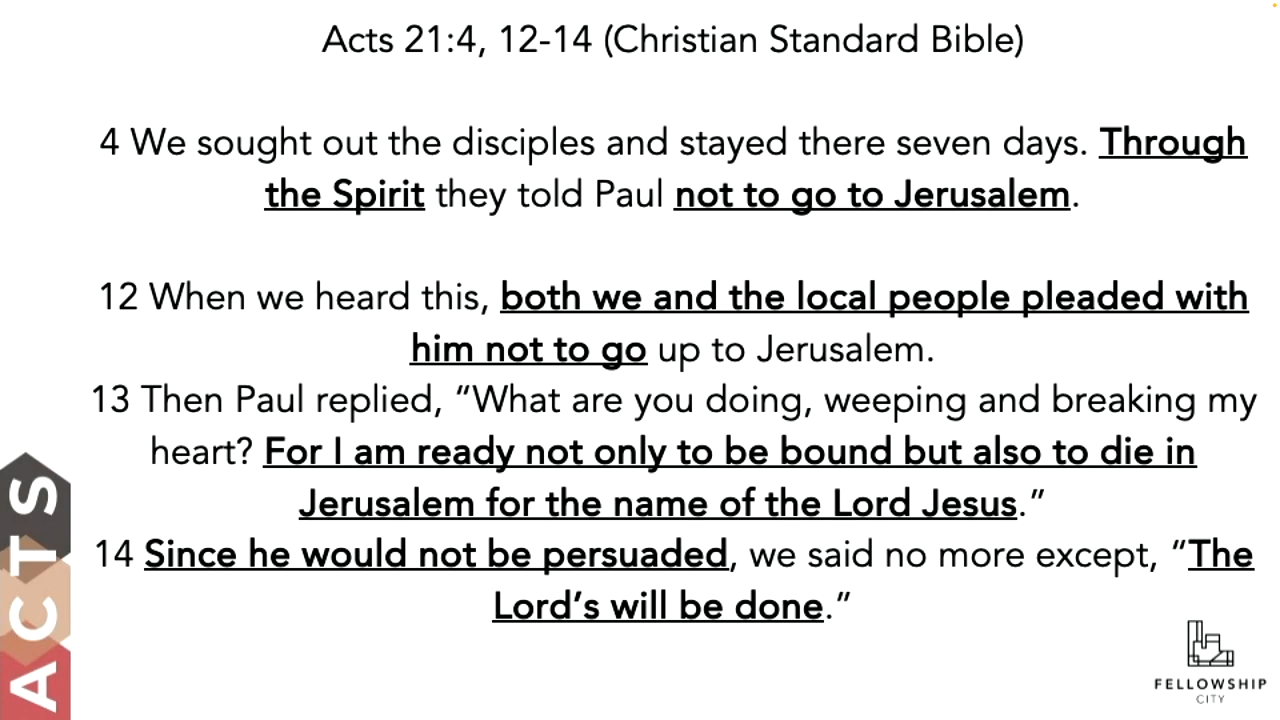 Acts 21:4, 12-14 (Christian Standard Bible)
4 We sought out the disciples and stayed there seven days. Through
the Spirit they told Paul not to go to Jerusalem.
12 When we heard this, both we and the local people pleaded with
him not to go up to Jerusalem.
13 Then Paul replied, “What are you doing, weeping and breaking my
heart? For I am ready not only to be bound but also to die in
Jerusalem for the name of the Lord Jesus.”
14 Since he would not be persuaded, we said no more except, “The
Lord’s will be done.”
ACTS
FELLOWSHIP
CITY